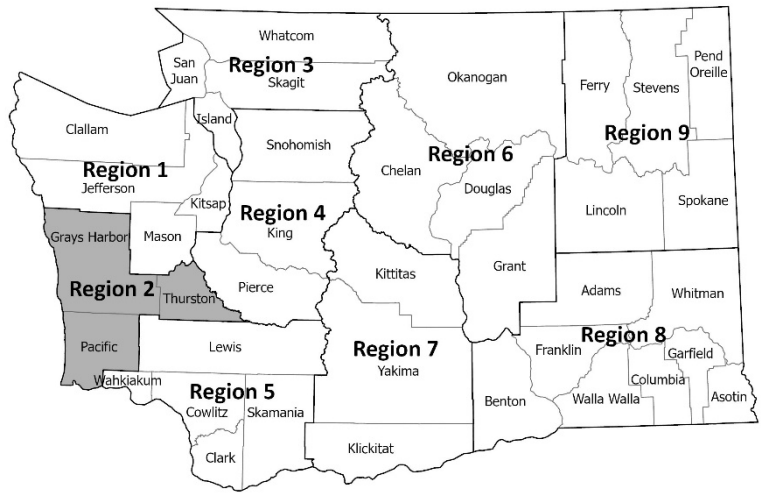 Whatcom
San
Juan
Region 3
Skagit
Okanogan
Ferry
Stevens
Pend
Oreille
Island
Clallam
Snohomish
Region 9
Region 6
Region 1
Jefferson
Chelan
Douglas
Kitsap
Lincoln
Spokane
Region 4
King
Grays Harbor
Mason
Grant
Kittitas
Region 2
Thurston
Pierce
Adams
Whitman
Region 8
Pacific
Lewis
Region 7
Yakima
Franklin
Garfield
Wahkiakum
Region 5
Cowlitz
Skamania
Columbia
Benton
Walla Walla
Asotin
Klickitat
Clark